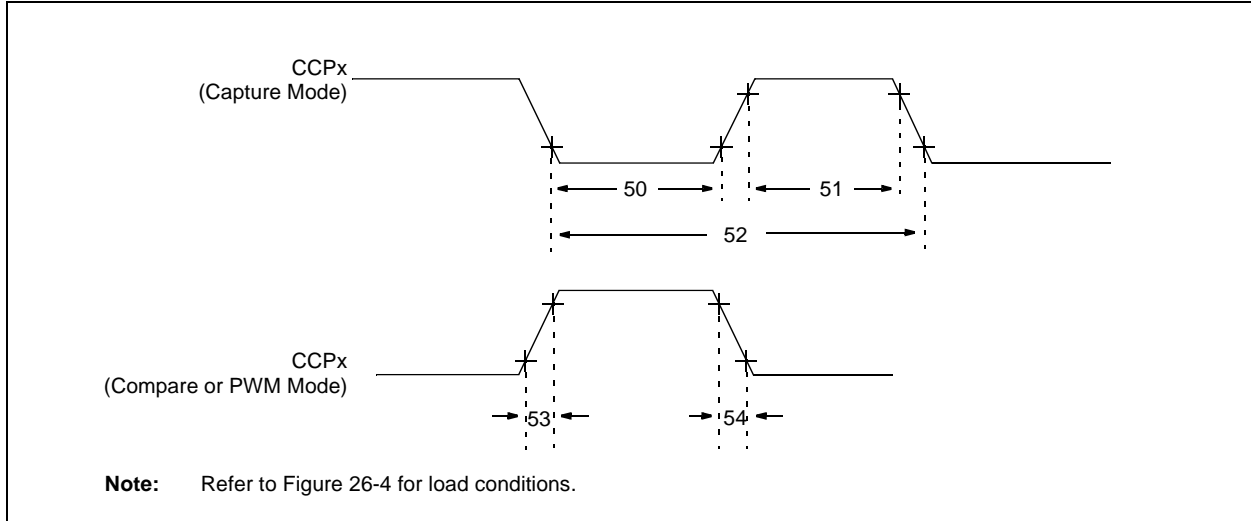 CCPx
(Capture Mode)
50
51
52
CCPx
(Compare or PWM Mode)
53
54
Note: Refer to Figure 26-4 for load conditions.